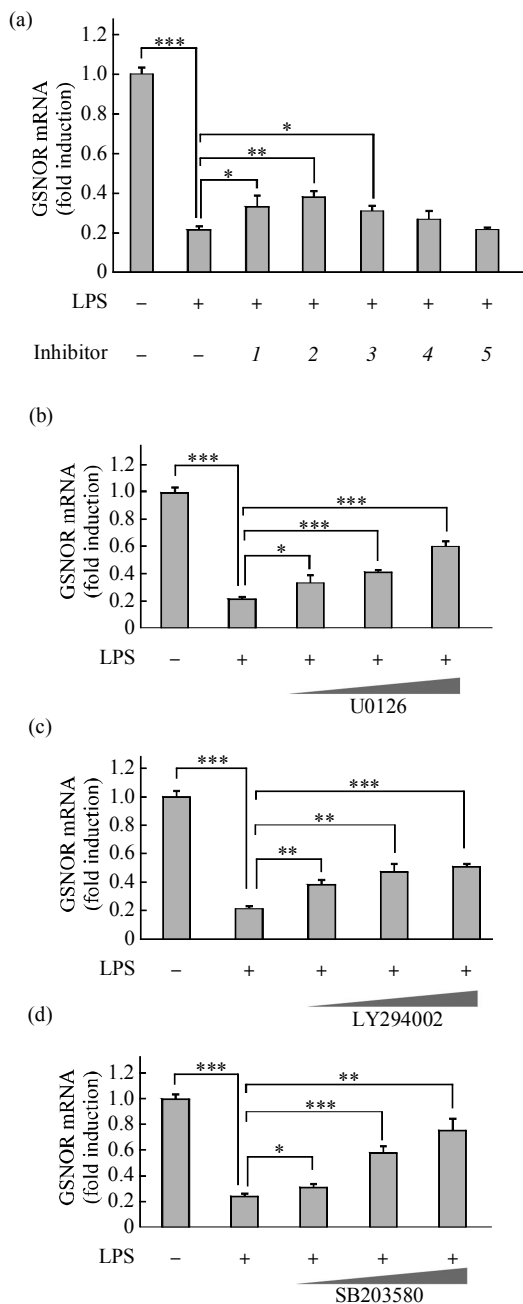 (a)
GSNOR mRNA
(fold induction)
1.2
1.0
0.8
0.6
0.4
0.2
0
***
*
**
*
LPS – + + + + + +
Inhibitor – – 1 2 3 4 5
(b)
GSNOR mRNA
(fold induction)
1.2
1.0
0.8
0.6
0.4
0.2
0
***
***
***
*
LPS – + + + +
U0126
(c)
GSNOR mRNA
(fold induction)
1.2
1.0
0.8
0.6
0.4
0.2
0
***
***
**
**
LPS – + + + +
LY294002
(d)
GSNOR mRNA
(fold induction)
1.2
1.0
0.8
0.6
0.4
0.2
0
***
**
***
*
LPS – + + + +
SB203580